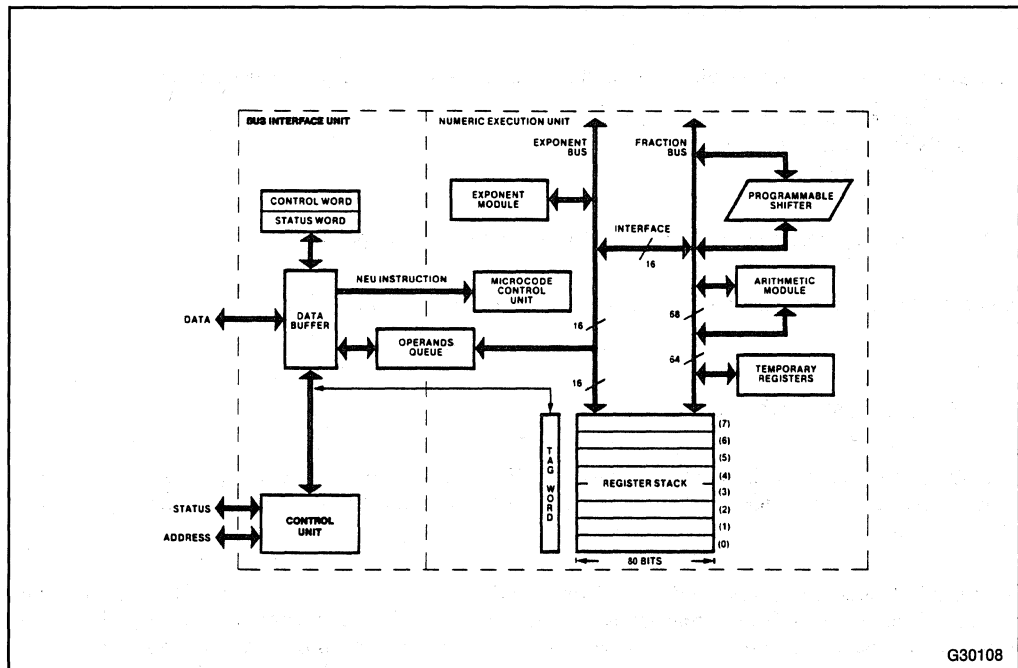 BUS INTERFACE UNIT
NUMERIC EXECUTION UNIT
EXPONENT
BUS
FRACTION
BUS
EXPONENT
MODULE
PROGRAMMABLE
SHIFTER
CONTROL WORD
STATUS WORD
INTERFACE
16
NEU INSTRUCTION
MICROCODE
CONTROL
UNIT
ARITHMETIC
MODULE
DATA
DATA
BUFFER
OPERANDS
QUEUE
16
68
64
16
TEMPORARY
REGISTERS
TAG WORD
REGISTER STACK
(7)
(6)
(5)
(4)
(3)
(2)
(1)
(0)
80 BITS
STATUS
ADDRESS
CONTROL
UNIT
G30108